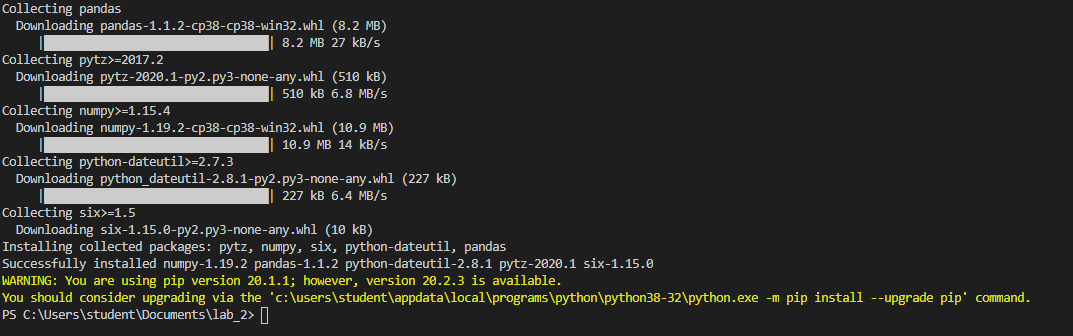 Collecting pandas
Downloading pandas-1.1.2-cp38-cp38-win32.whl (8.2 MB)
|████████████████████████████████| 8.2 MB 27 kB/s
Collecting pytz>=2017.2
Downloading pytz-2020.1-py2.py3-none-any.whl (510 kB)
|████████████████████████████████| 510 kB 6.8 MB/s
Collecting numpy>=1.15.4
Downloading numpy-1.19.2-cp38-cp38-win32.whl (10.9 MB)
|████████████████████████████████| 10.9 MB 14 kB/s
Collecting python-dateutil>=2.7.3
Downloading python_dateutil-2.8.1-py2.py3-none-any.whl (227 kB)
|████████████████████████████████| 227 kB 6.4 MB/s
Collecting six>=1.5
Downloading six-1.15.0-py2.py3-none-any.whl (10 kB)
Installing collected packages: pytz, numpy, six, python-dateutil, pandas
Successfully installed numpy-1.19.2 pandas-1.1.2 python-dateutil-2.8.1 pytz-2020.1 six-1.15.0
WARNING: You are using pip version 20.1.1; however, version 20.2.3 is available.
You should consider upgrading via the 'c:\users\student\appdata\local\programs\python\python38-32\python.exe -m pip install --upgrade pip' command.
PS C:\Users\student\Documents\lab_2>